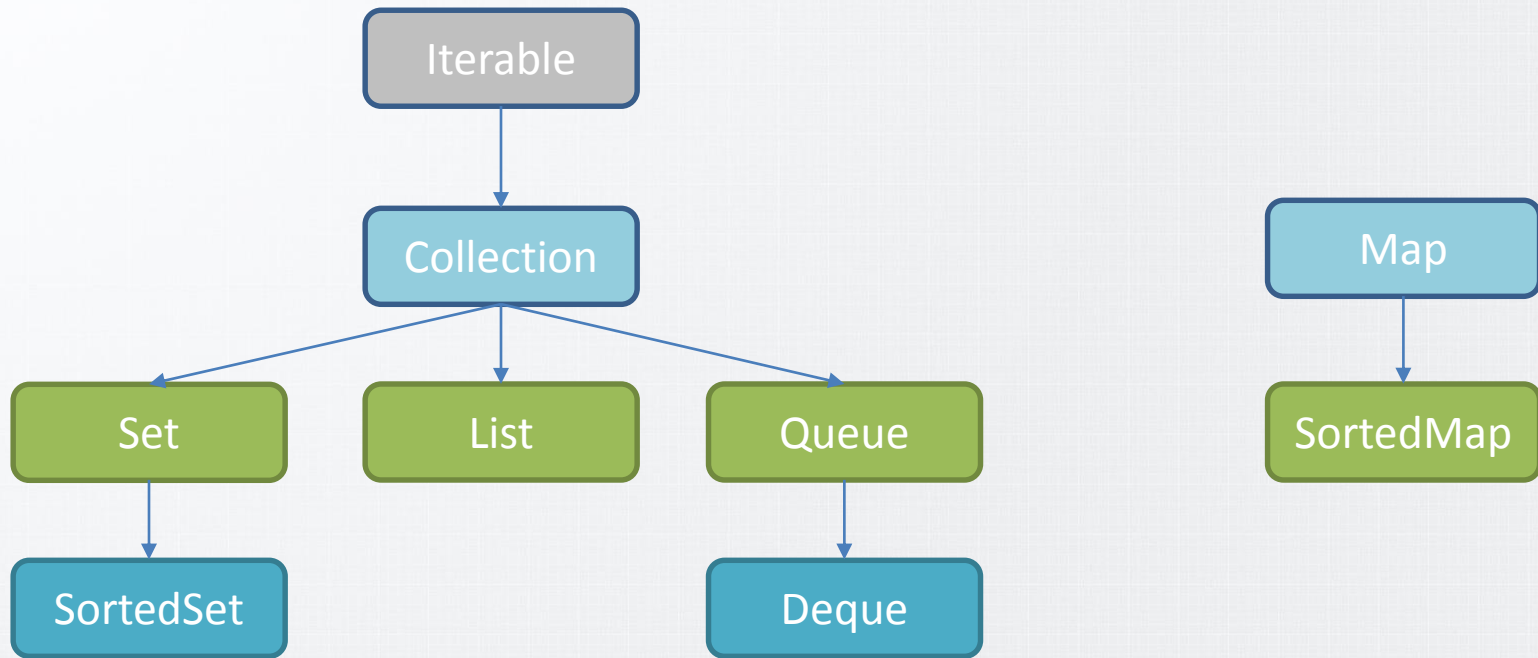 Iterable
Collection
Map
Set
List
Queue
SortedMap
SortedSet
Deque